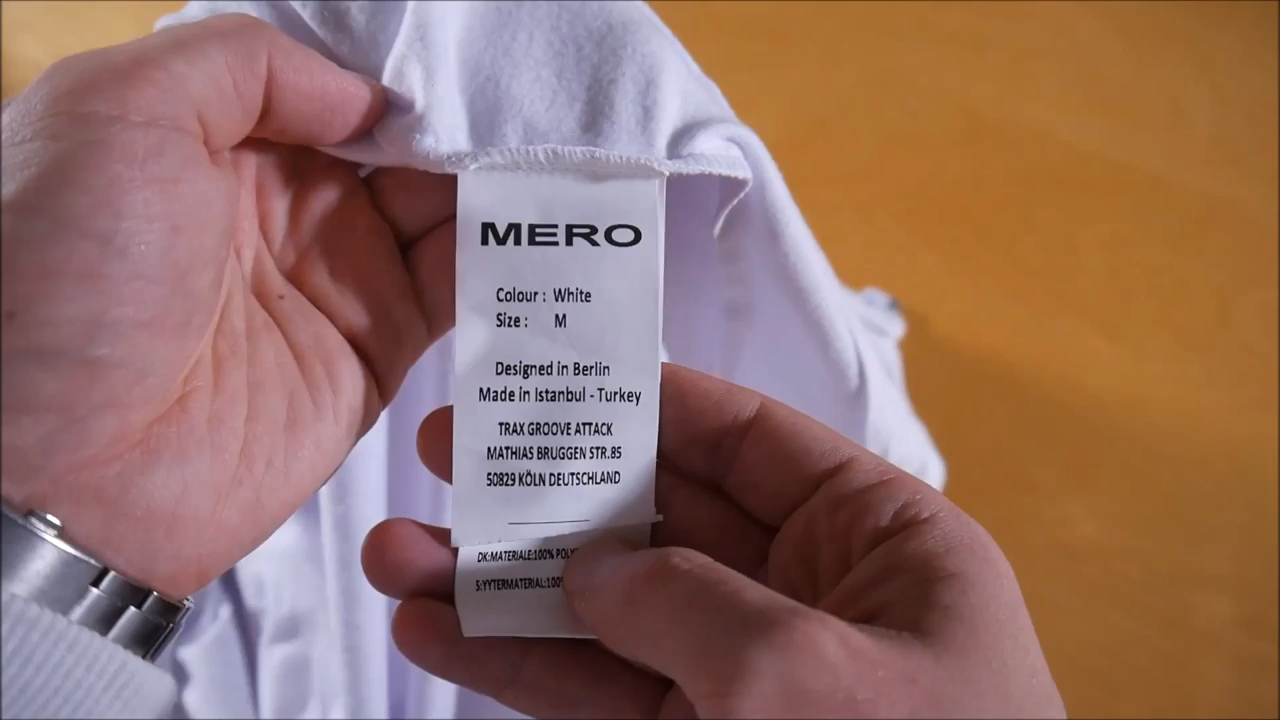 MERO
Colour : White
Size : M
Designed in Berlin
Made in Istanbul - Turkey
TRAX GROOVE ATTACK
MATHIAS BRUGGEN STR.85
50829 KÖLN DEUTSCHLAND
DK:MATERIALE:100%
S:YYTERMATERIAL:100